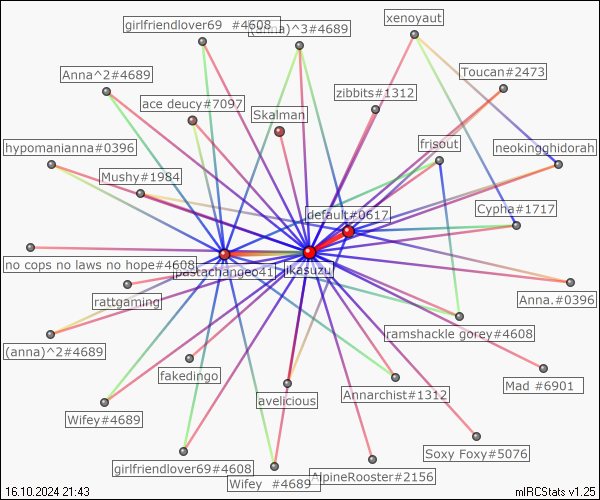 girlfriendlover69 #4608
(anna)^3#4689
xenoyaut
Anna^2#4689
Toucan#2473
ace deucy#7097
Skalman
zibbits#1312
hypomanianna#0396
frisout
neokingghidorah
Mushy#1984
default#0617
Cypha#1717
no cops no laws no hope#4608
pastachangeo41
ikasuzu
rattgaming
Anna.#0396
(anna)^2#4689
ramshackle gorey#4608
fakedingo
Mad #6901
avelicious
Annarchist#1312
Wifey#4689
Soxy Foxy#5076
girlfriendlover69#4608
Wifey #4689
AlpineRooster#2156
16.10.2024 21:43
mIRCStats v1.25